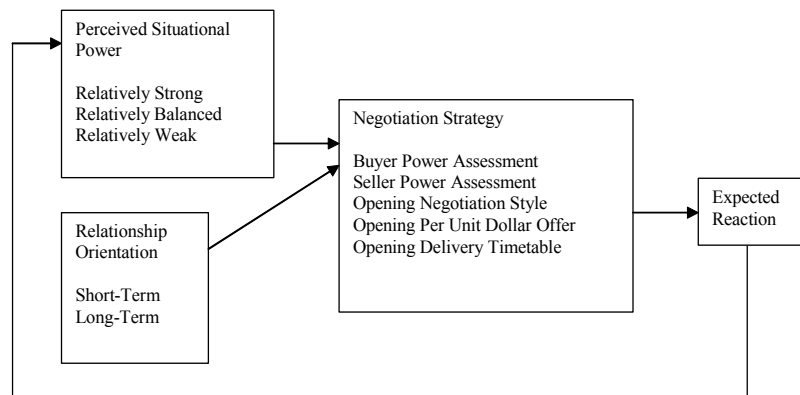 Perceived Situational
Power
Relatively Strong
Relatively Balanced
Relatively Weak
Relationship
Orientation
Short-Term
Long-Term
Negotiation Strategy
Buyer Power Assessment
Seller Power Assessment
Opening Negotiation Style
Opening Per Unit Dollar Offer
Opening Delivery Timetable
Expected
Reaction